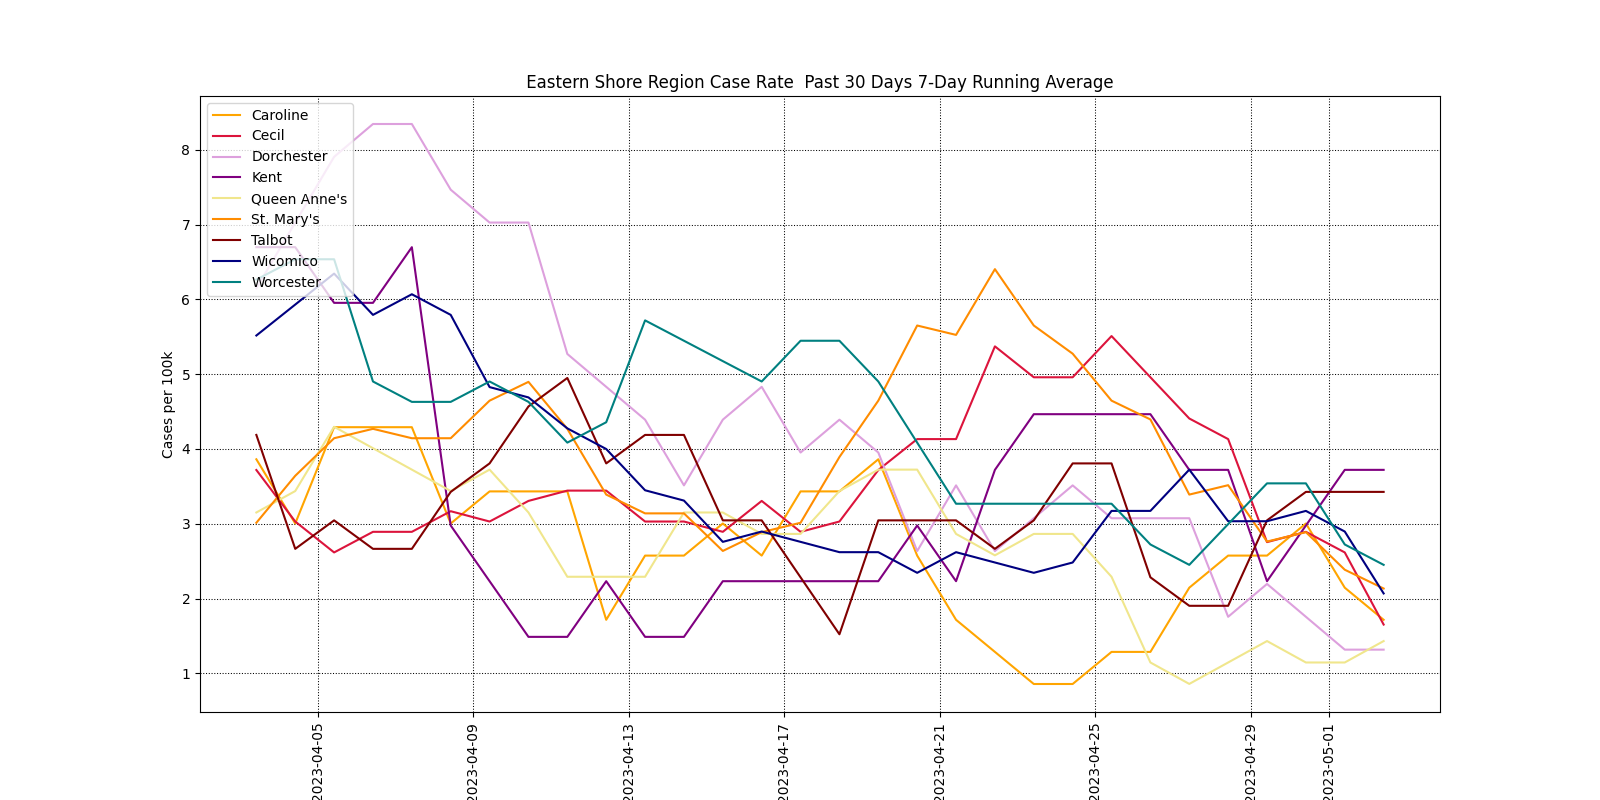 Eastern Shore Region Case Rate  Past 30 Days 7-Day Running Average
Caroline
Cecil
Dorchester
Kent
Queen Anne's
St. Mary's
Talbot
Wicomico
Worcester
Cases per 100k
8
7
6
5
4
3
2
1
2023-04-05
2023-04-09
2023-04-13
2023-04-17
2023-04-21
2023-04-25
2023-04-29
2023-05-01